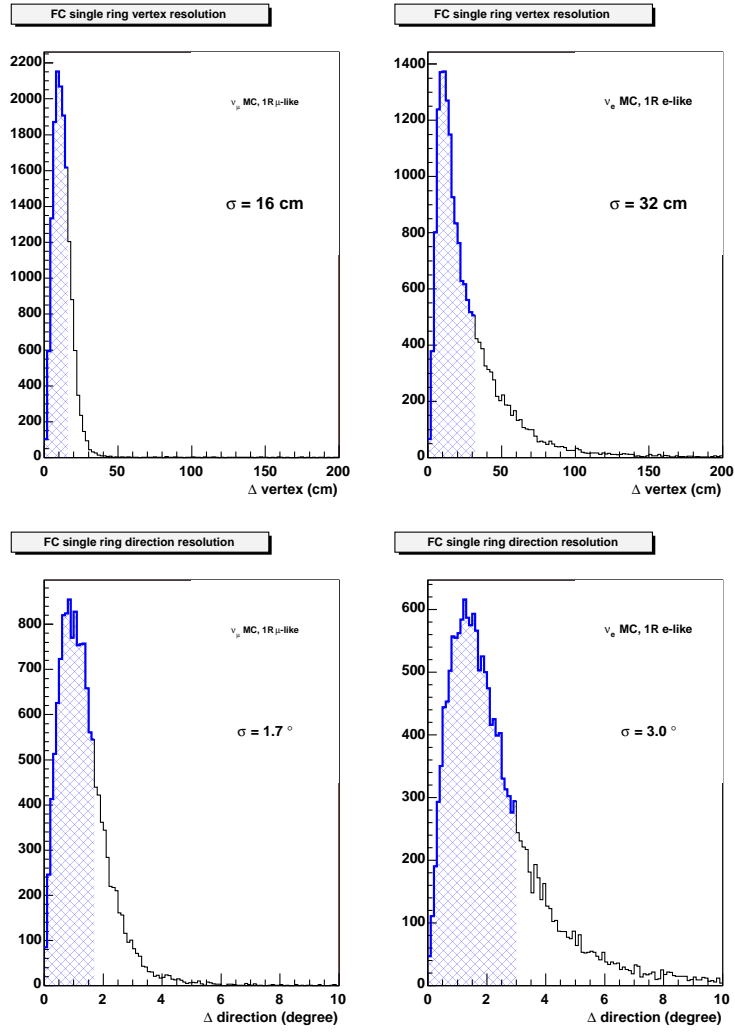 FC single ring vertex resolution
2200
2000
1800
1600
1400
1200
1000
800
600
400
200
0
νμ MC, 1R μ-like
σ = 16 cm
0 50 100 150 200
Δ vertex (cm)
FC single ring vertex resolution
1400
1200
1000
800
600
400
200
0
νe MC, 1R e-like
σ = 32 cm
0 50 100 150 200
Δ vertex (cm)
FC single ring direction resolution
800
700
600
500
400
300
200
100
0
νμ MC, 1R μ-like
σ = 1.7 °
0 2 4 6 8 10
Δ direction (degree)
FC single ring direction resolution
600
500
400
300
200
100
0
νe MC, 1R e-like
σ = 3.0 °
0 2 4 6 8 10
Δ direction (degree)